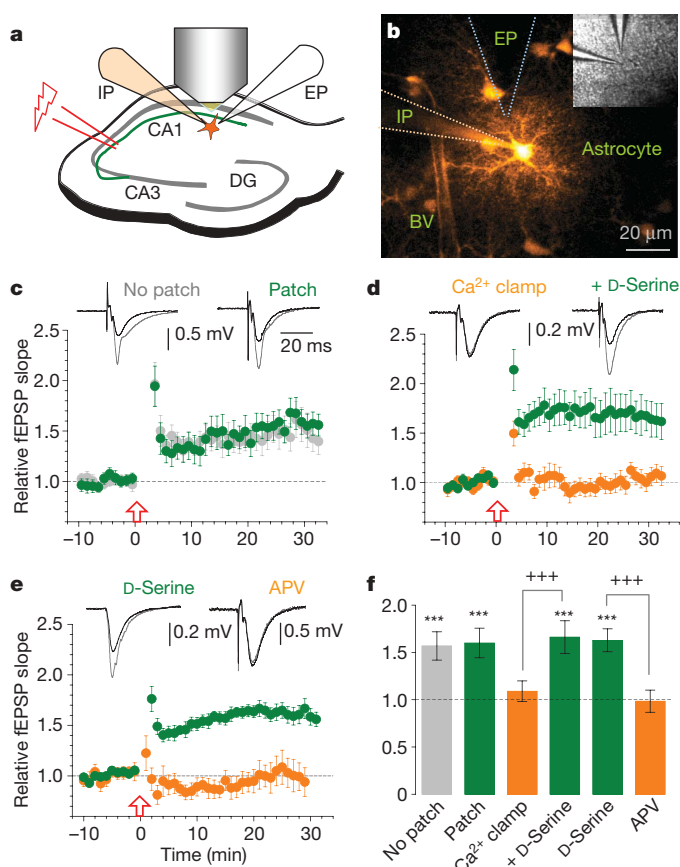 a
IP
EP
CA1
CA3
DG
b
EP
IP
Astrocyte
BV
20 μm
c
No patch
Patch
0.5 mV
20 ms
Relative fEPSP slope
2.5
2.0
1.5
1.0
–10 0 10 20 30
d
Ca2+ clamp
+ D-Serine
0.2 mV
2.5
2.0
1.5
1.0
–10 0 10 20 30
e
D-Serine
APV
0.2 mV
0.5 mV
Relative fEPSP slope
2.5
2.0
1.5
1.0
–10 0 10 20 30
Time (min)
f
+++
+++
*** *** *** ***
2.0
1.5
1.0
0.5
0
No patch
Patch
Ca2+ clamp
+ D-Serine
D-Serine
APV